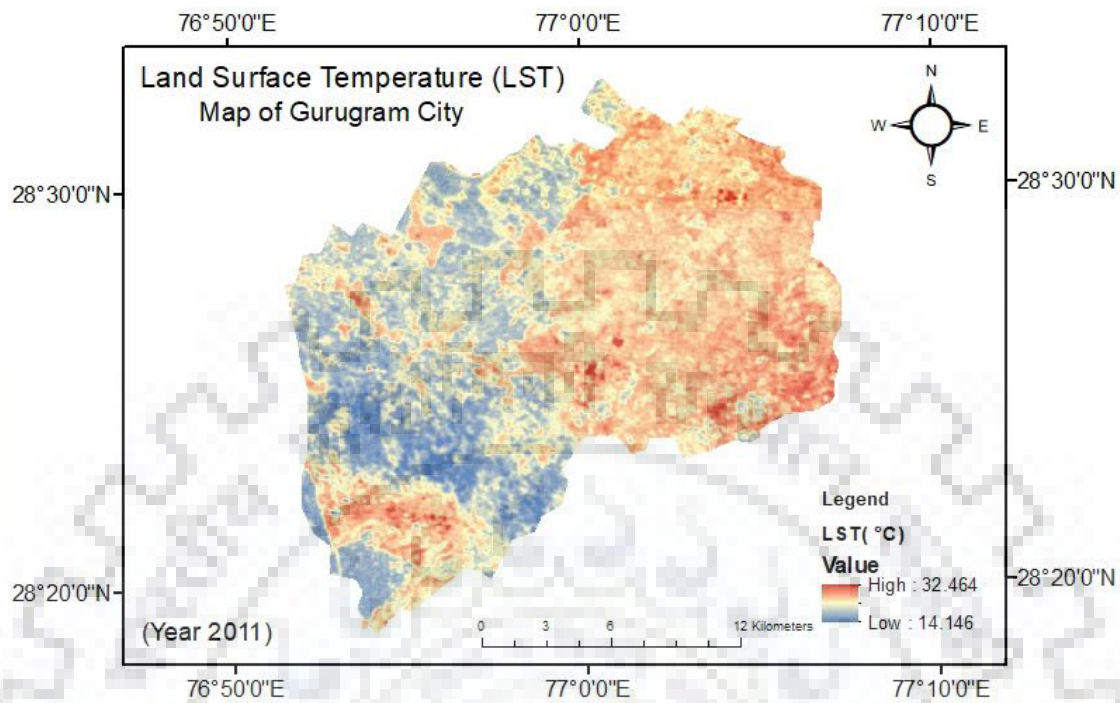 76°50'0"E 77°0'0"E 77°10'0"E
Land Surface Temperature (LST)
Map of Gurugram City
N
W E
S
28°30'0"N 28°30'0"N
Legend
LST( °C)
Value
High : 32.464
Low : 14.146
28°20'0"N 28°20'0"N
(Year 2011)
0 3 6 12 Kilometers
76°50'0"E 77°0'0"E 77°10'0"E